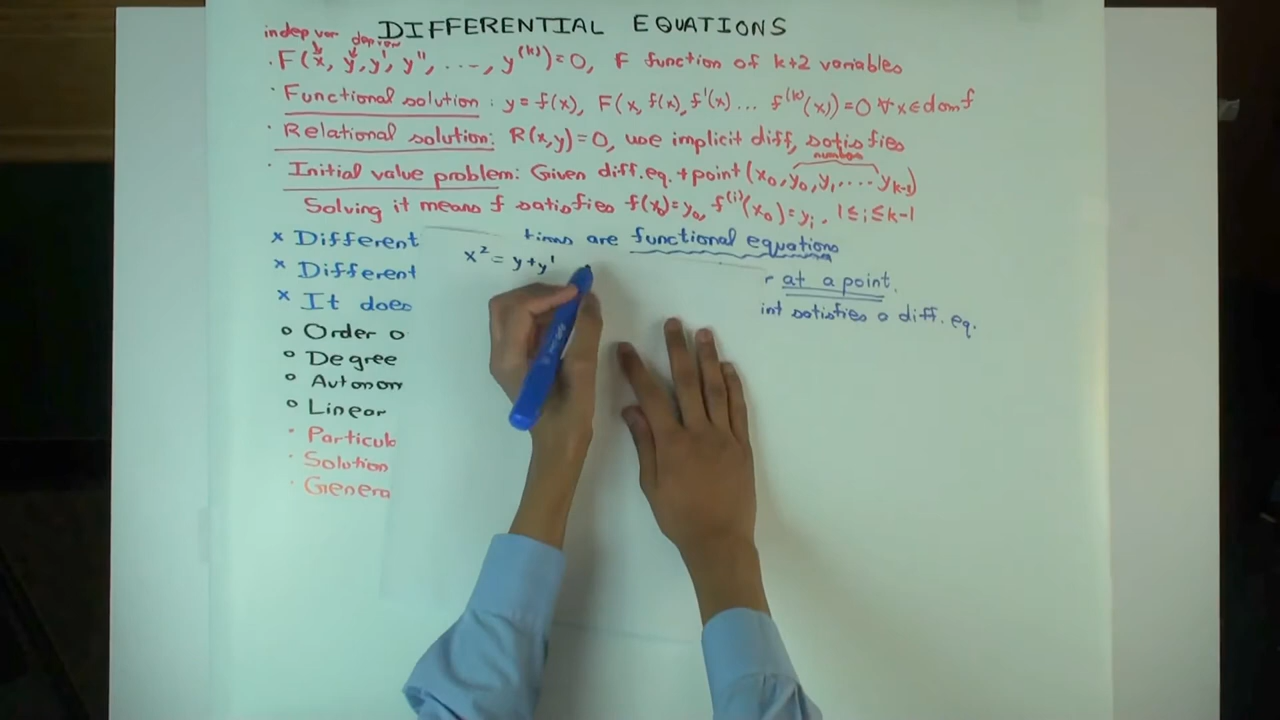 DIFFERENTIAL EQUATIONS
indep var dep var
· F(x, y, y', y'', ..., y^(k)) = 0, F function of k+2 variables
· Functional solution : y = f(x), F(x, f(x), f'(x) ... f^(k)(x)) = 0 ∀ x ∈ dom f
· Relational solution: R(x,y) = 0, use implicit diff, satisfies
numbers
· Initial value problem: Given diff. eq. + point (x₀, y₀, y₁, ... y_{k-1})
Solving it means f satisfies f(x₀) = y₀, f^(i)(x₀) = y_i, 1 ≤ i ≤ k-1
x Different tions are functional equations
x² = y + y'
x Different r at a point.
x It does int satisfies a diff. eq.
o Order o
o Degree
o Autonom
o Linear
· Particula
· Solution
· Genera